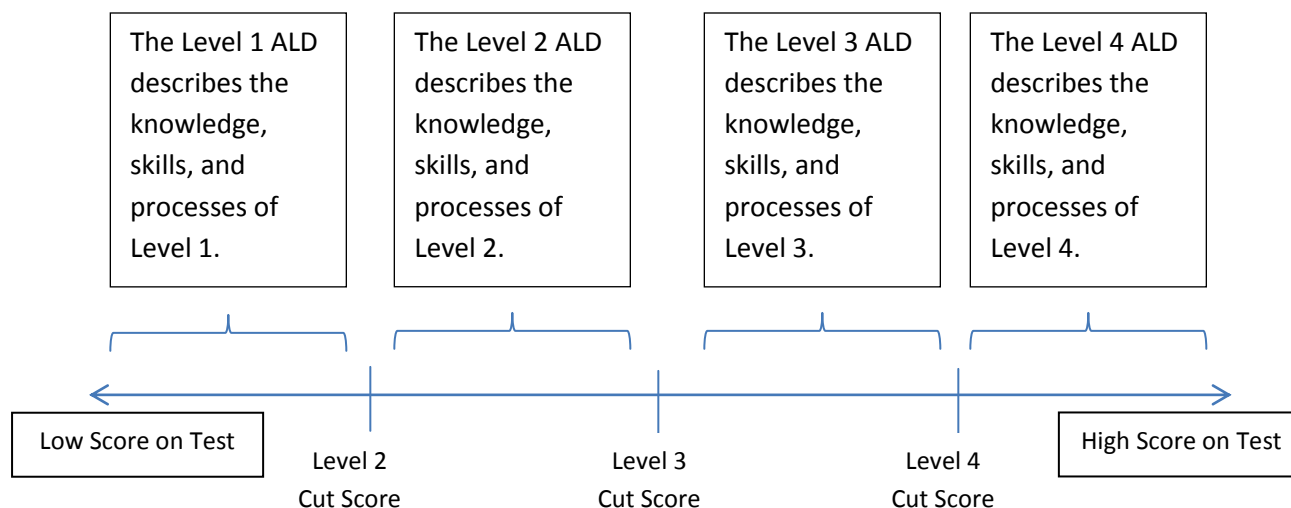 The Level 1 ALD
describes the
knowledge,
skills, and
processes of
Level 1.
The Level 2 ALD
describes the
knowledge,
skills, and
processes of
Level 2.
The Level 3 ALD
describes the
knowledge,
skills, and
processes of
Level 3.
The Level 4 ALD
describes the
knowledge,
skills, and
processes of
Level 4.
Low Score on Test
Level 2
Cut Score
Level 3
Cut Score
Level 4
Cut Score
High Score on Test